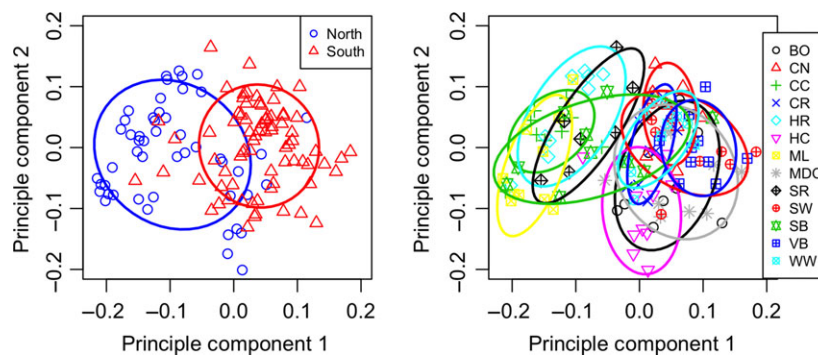 North
South
Principle component 2
0.2
0.1
0.0
−0.1
−0.2
−0.2 −0.1 0.0 0.1 0.2
Principle component 1
BO
CN
CC
CR
HR
HC
ML
MDC
SR
SW
SB
VB
WW
Principle component 2
0.2
0.1
0.0
−0.1
−0.2
−0.2 −0.1 0.0 0.1 0.2
Principle component 1